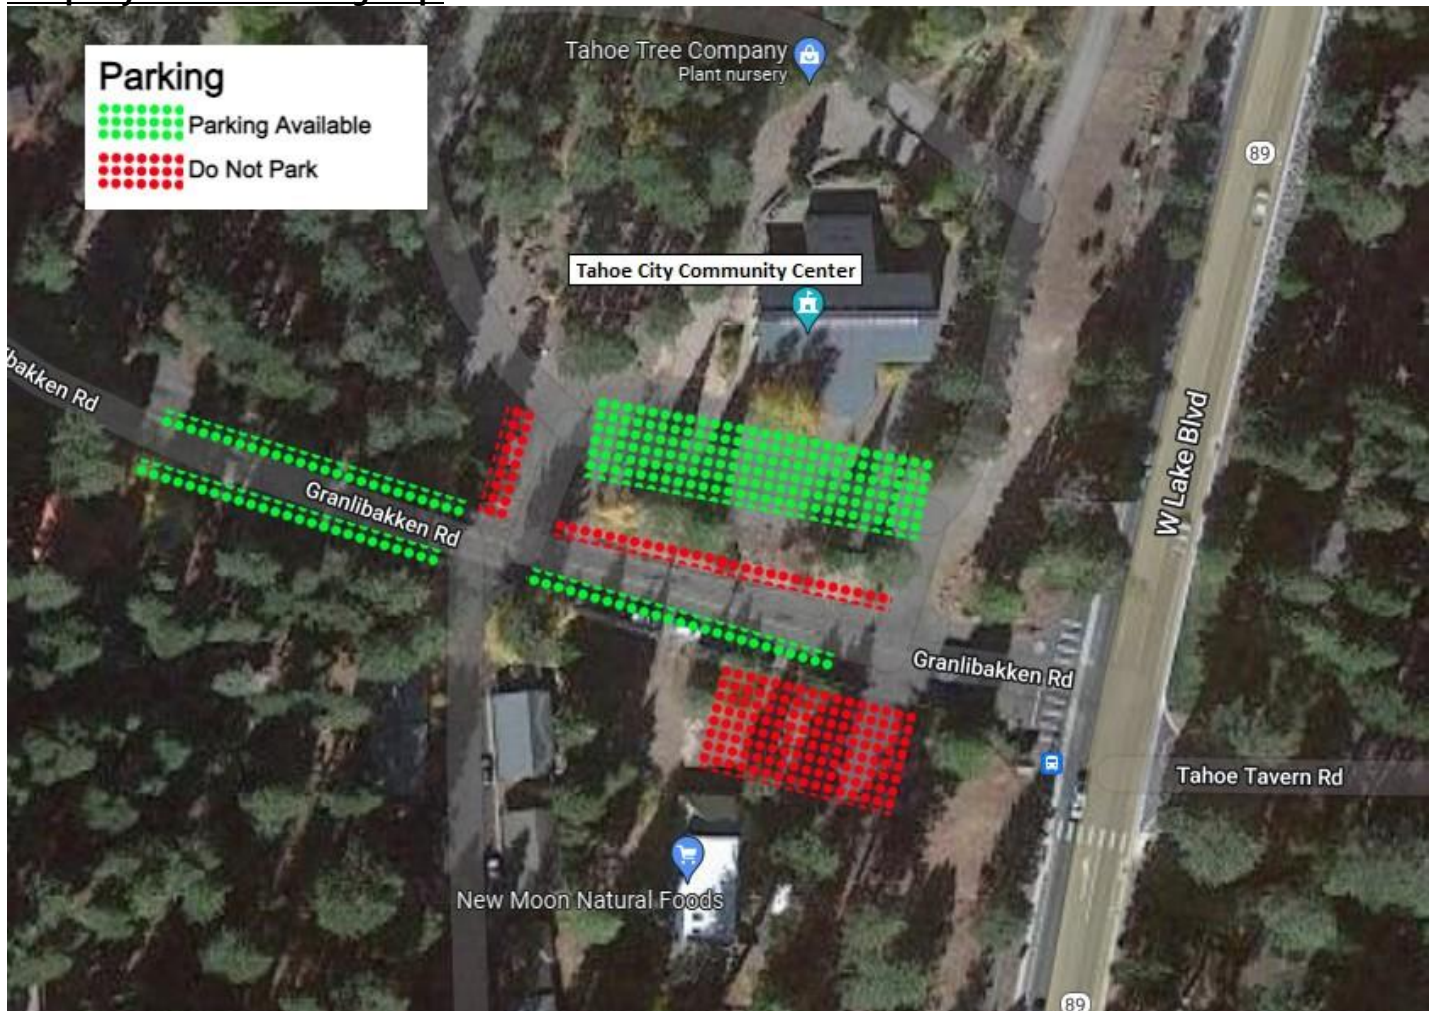 Parking
Parking Available
Do Not Park
Tahoe Tree Company
Plant nursery
89
Tahoe City Community Center
bakken Rd
Granlibakken Rd
W Lake Blvd
Granlibakken Rd
Tahoe Tavern Rd
New Moon Natural Foods
89